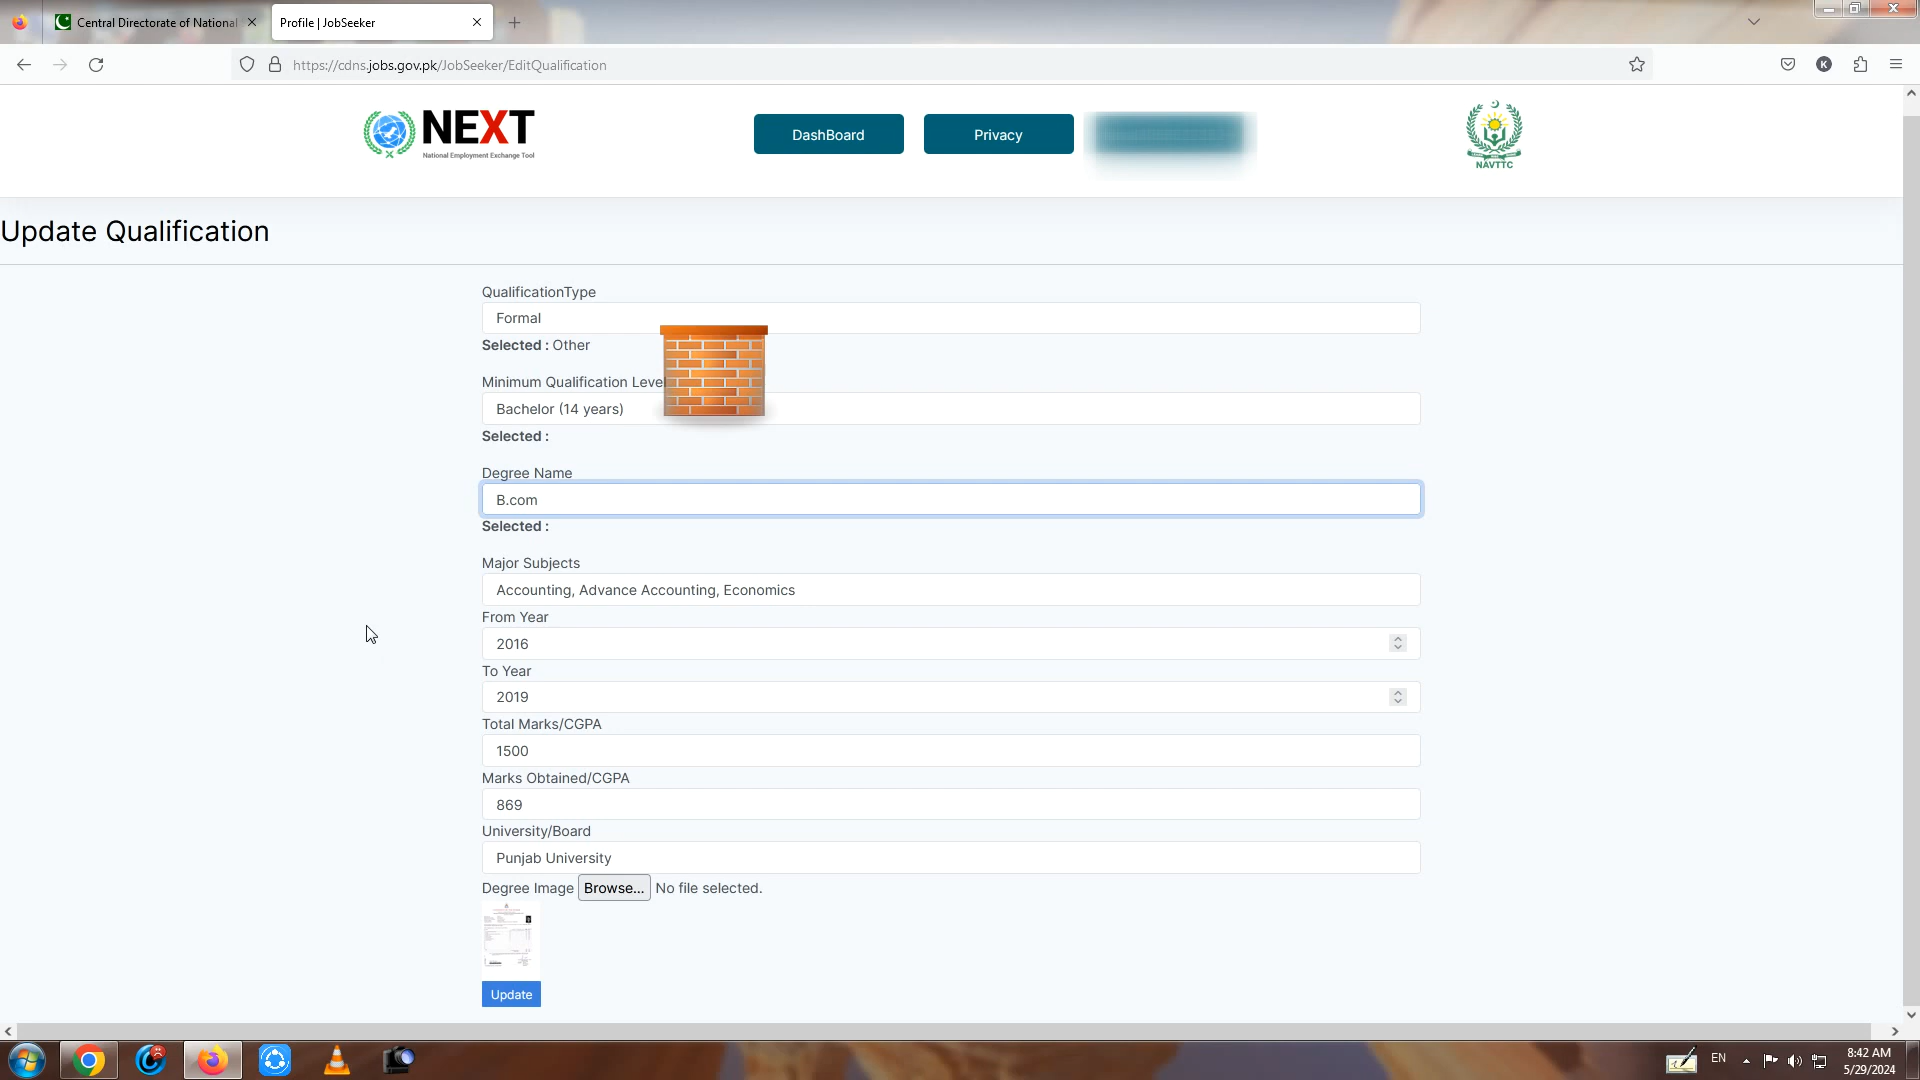 Central Directorate of National
Profile | JobSeeker
https://cdns.jobs.gov.pk/JobSeeker/EditQualification
K
NEXT
National Employment Exchange Tool
DashBoard
Privacy
NAVTTC
Update Qualification
QualificationType
Formal
Selected : Other
Minimum Qualification Level
Bachelor (14 years)
Selected :
Degree Name
B.com
Selected :
Major Subjects
Accounting, Advance Accounting, Economics
From Year
2016
To Year
2019
Total Marks/CGPA
1500
Marks Obtained/CGPA
869
University/Board
Punjab University
Degree Image Browse... No file selected.
Update
EN
8:42 AM
5/29/2024